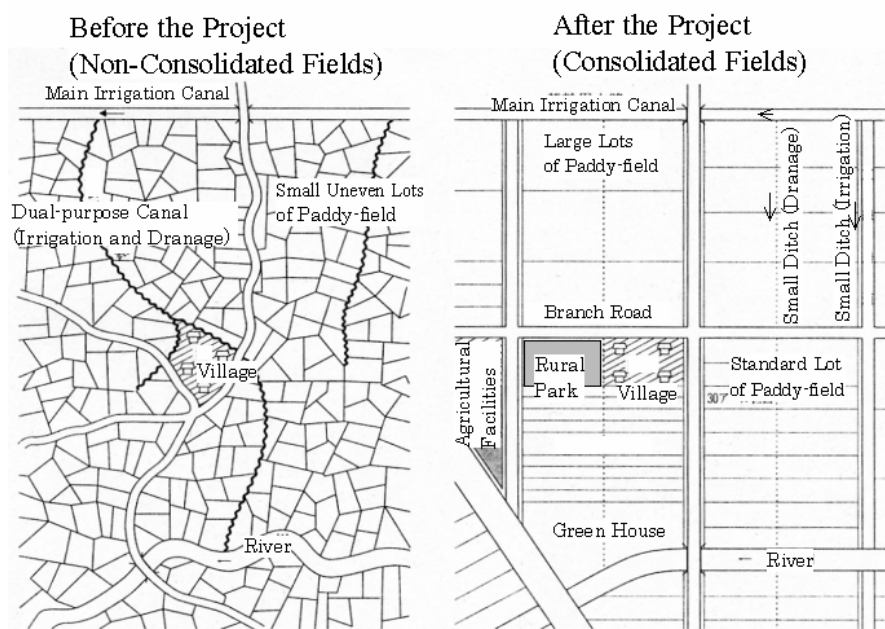 Before the Project
(Non-Consolidated Fields)
Main Irrigation Canal
Small Uneven Lots
of Paddy-field
Dual-purpose Canal
(Irrigation and Dranage)
Village
River
After the Project
(Consolidated Fields)
Main Irrigation Canal
Large Lots
of Paddy-field
Small Ditch (Dranage)
Small Ditch (Irrigation)
Branch Road
Agricultural
Facilities
Rural
Park
Village
Standard Lot
of Paddy-field
Green House
River